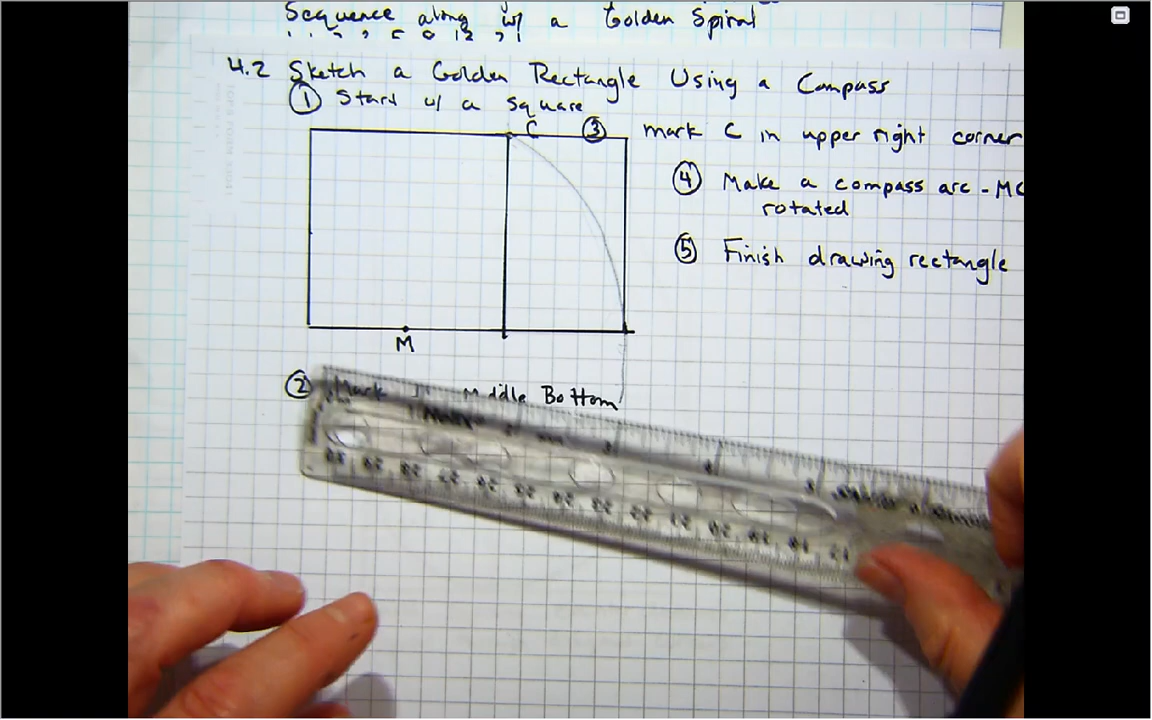 Sequence along w/ a Golden Spiral
4.2 Sketch a Golden Rectangle Using a Compass
① Start w/ a square
C
③ mark C in upper right corner
④ Make a compass arc - MC
rotated
⑤ Finish drawing rectangle
M
② Mark Middle Bottom